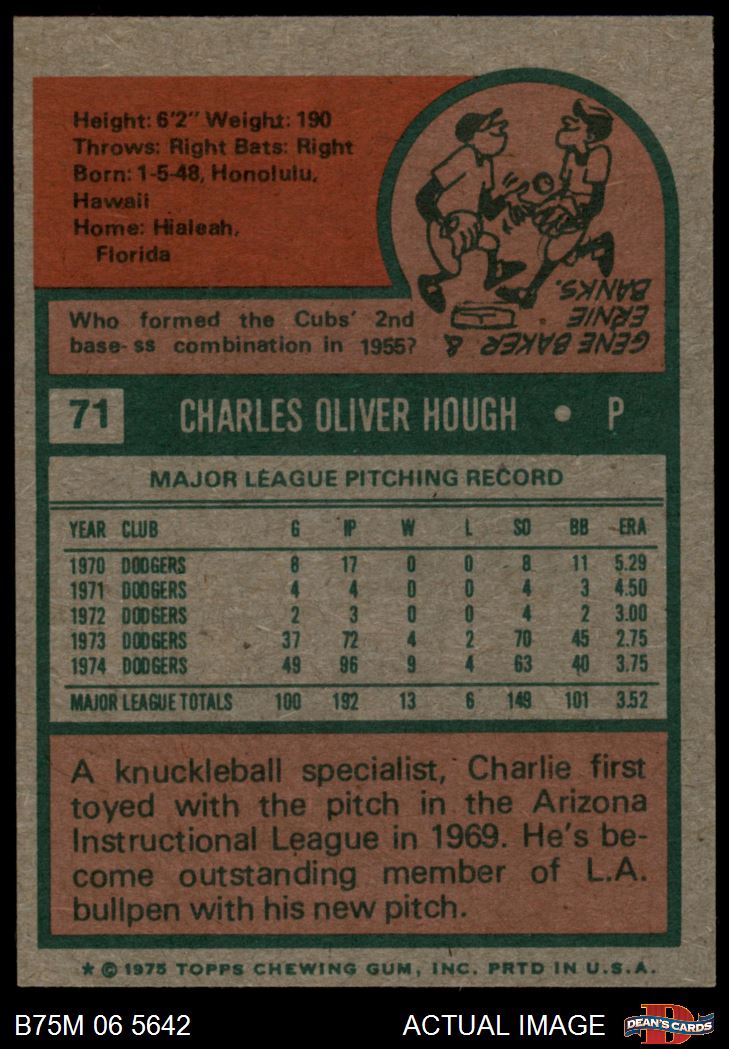 Height: 6'2" Weight: 190
Throws: Right Bats: Right
Born: 1-5-48, Honolulu,
Hawaii
Home: Hialeah,
Florida
Who formed the Cubs' 2nd
base-ss combination in 1955?
GENE BAKER &
ERNIE
BANKS.
71 CHARLES OLIVER HOUGH • P
MAJOR LEAGUE PITCHING RECORD
YEAR CLUB G IP W L SO BB ERA
1970 DODGERS 8 17 0 0 8 11 5.29
1971 DODGERS 4 4 0 0 4 3 4.50
1972 DODGERS 2 3 0 0 4 2 3.00
1973 DODGERS 37 72 4 2 70 45 2.75
1974 DODGERS 49 96 9 4 63 40 3.75
MAJOR LEAGUE TOTALS 100 192 13 6 149 101 3.52
A knuckleball specialist, Charlie first
toyed with the pitch in the Arizona
Instructional League in 1969. He's be-
come outstanding member of L.A.
bullpen with his new pitch.
★ © 1975 TOPPS CHEWING GUM, INC. PRTD IN U.S.A.
B75M 06 5642 ACTUAL IMAGE DEAN'S CARDS